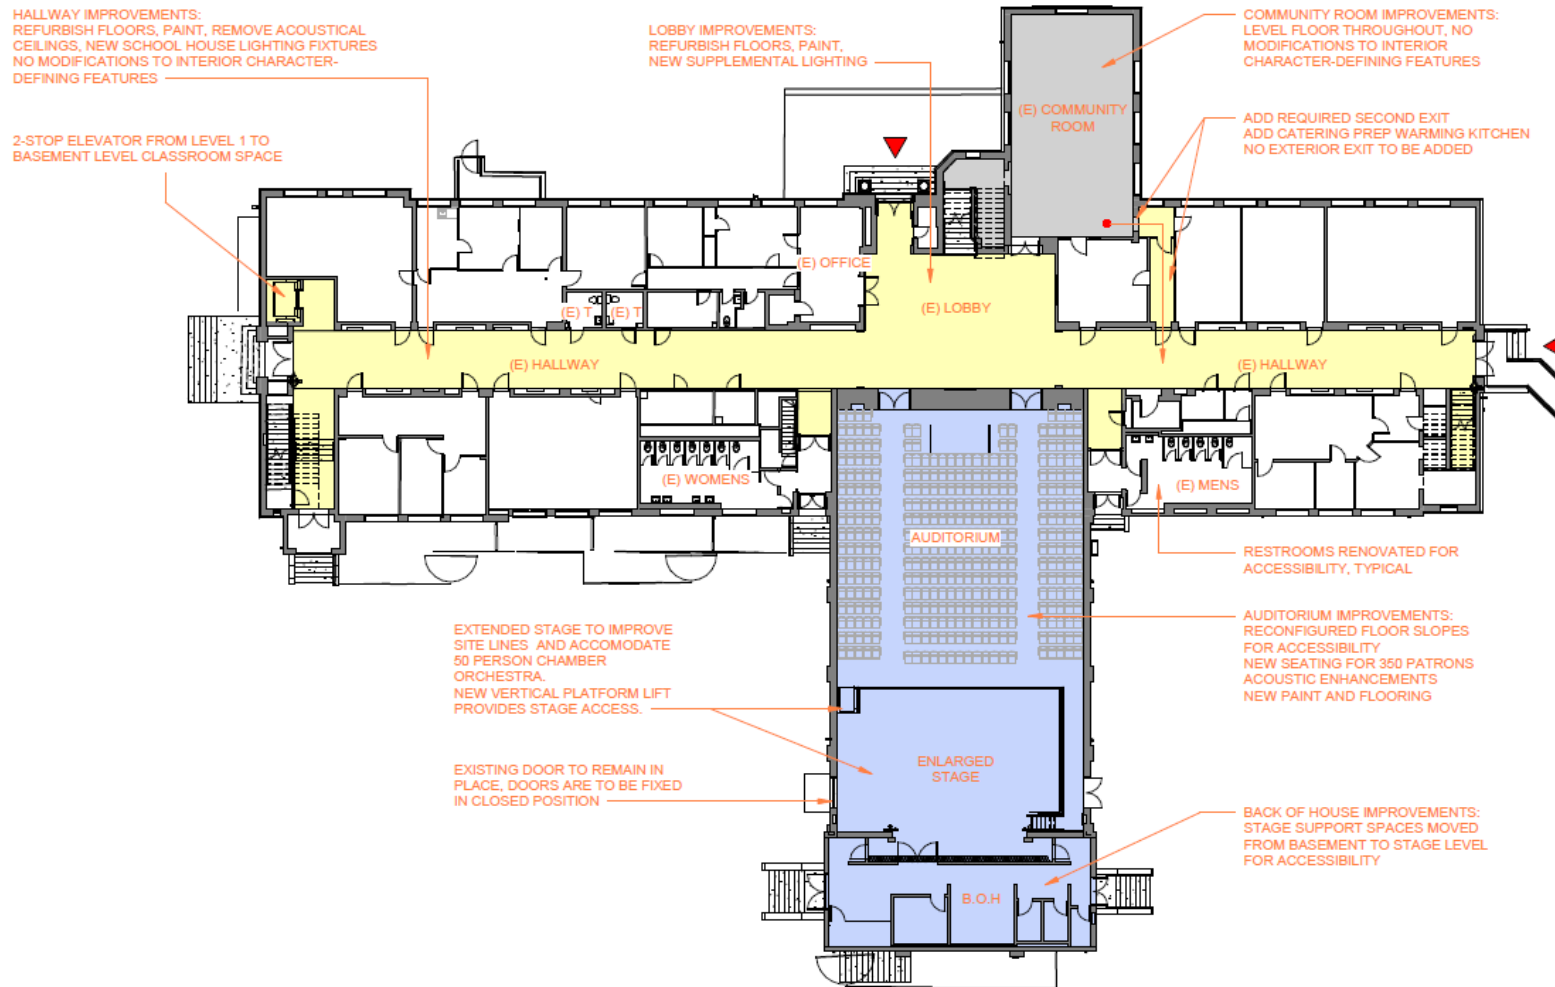 HALLWAY IMPROVEMENTS:
REFURBISH FLOORS, PAINT, REMOVE ACOUSTICAL
CEILINGS, NEW SCHOOL HOUSE LIGHTING FIXTURES
NO MODIFICATIONS TO INTERIOR CHARACTER-
DEFINING FEATURES
LOBBY IMPROVEMENTS:
REFURBISH FLOORS, PAINT,
NEW SUPPLEMENTAL LIGHTING
COMMUNITY ROOM IMPROVEMENTS:
LEVEL FLOOR THROUGHOUT, NO
MODIFICATIONS TO INTERIOR
CHARACTER-DEFINING FEATURES
(E) COMMUNITY
ROOM
ADD REQUIRED SECOND EXIT
ADD CATERING PREP WARMING KITCHEN
NO EXTERIOR EXIT TO BE ADDED
2-STOP ELEVATOR FROM LEVEL 1 TO
BASEMENT LEVEL CLASSROOM SPACE
(E) OFFICE
(E) T
(E) T
(E) LOBBY
(E) HALLWAY
(E) HALLWAY
(E) WOMENS
(E) MENS
AUDITORIUM
RESTROOMS RENOVATED FOR
ACCESSIBILITY, TYPICAL
EXTENDED STAGE TO IMPROVE
SITE LINES AND ACCOMODATE
50 PERSON CHAMBER
ORCHESTRA.
NEW VERTICAL PLATFORM LIFT
PROVIDES STAGE ACCESS.
AUDITORIUM IMPROVEMENTS:
RECONFIGURED FLOOR SLOPES
FOR ACCESSIBILITY
NEW SEATING FOR 350 PATRONS
ACOUSTIC ENHANCEMENTS
NEW PAINT AND FLOORING
ENLARGED
STAGE
EXISTING DOOR TO REMAIN IN
PLACE, DOORS ARE TO BE FIXED
IN CLOSED POSITION
BACK OF HOUSE IMPROVEMENTS:
STAGE SUPPORT SPACES MOVED
FROM BASEMENT TO STAGE LEVEL
FOR ACCESSIBILITY
B.O.H